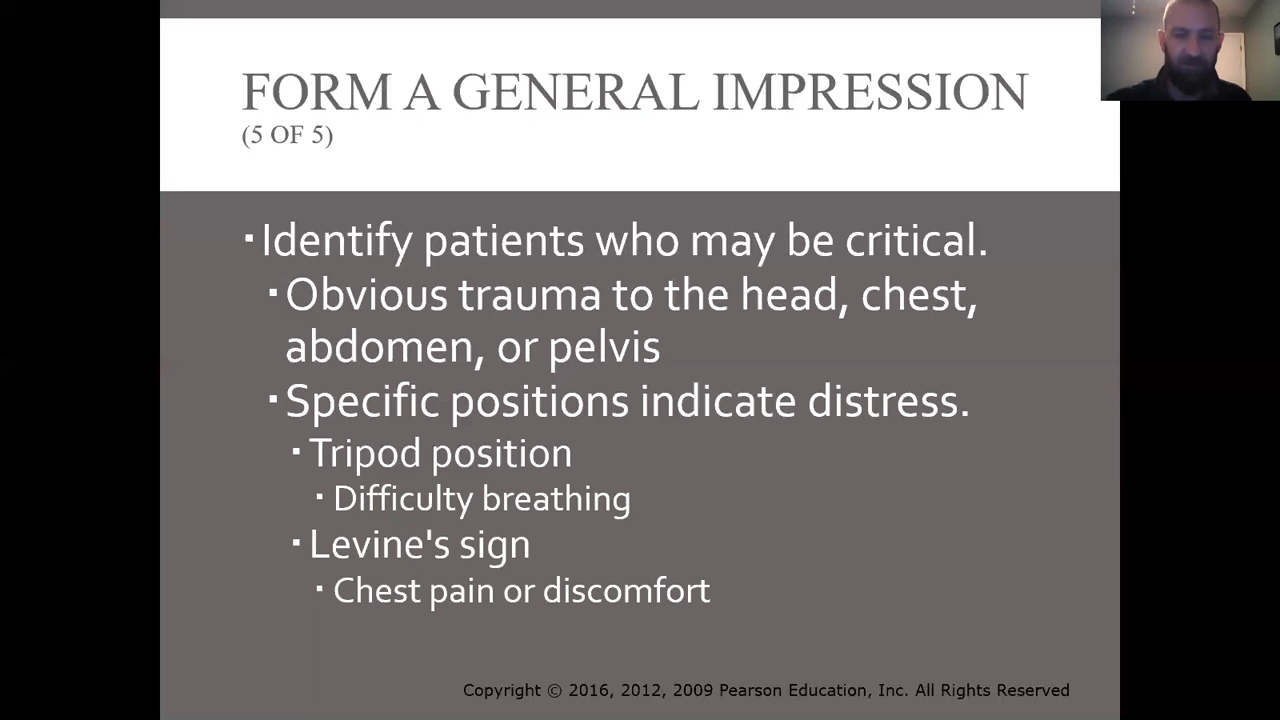 FORM A GENERAL IMPRESSION
(5 OF 5)
▪Identify patients who may be critical.
▪Obvious trauma to the head, chest,
abdomen, or pelvis
▪Specific positions indicate distress.
▪Tripod position
▪Difficulty breathing
▪Levine's sign
▪Chest pain or discomfort
Copyright © 2016, 2012, 2009 Pearson Education, Inc. All Rights Reserved